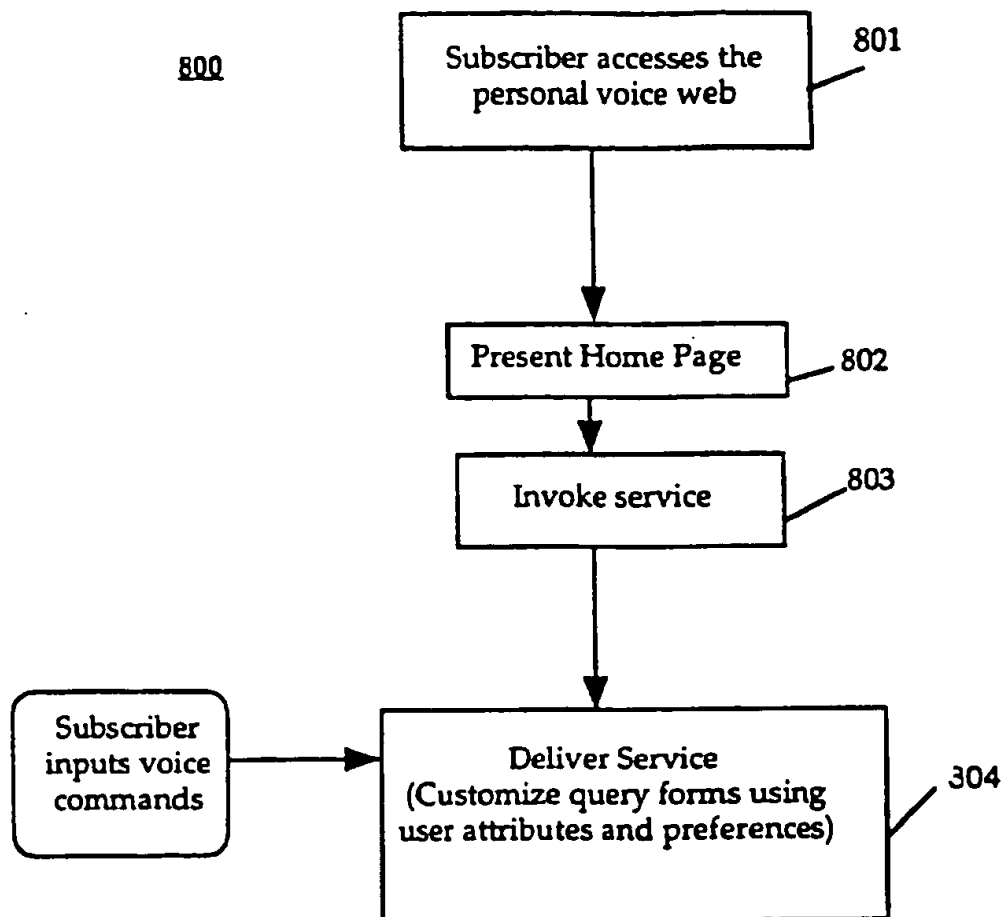 800
Subscriber accesses the
personal voice web
801
Present Home Page
802
Invoke service
803
Subscriber
inputs voice
commands
Deliver Service
(Customize query forms using
user attributes and preferences)
304